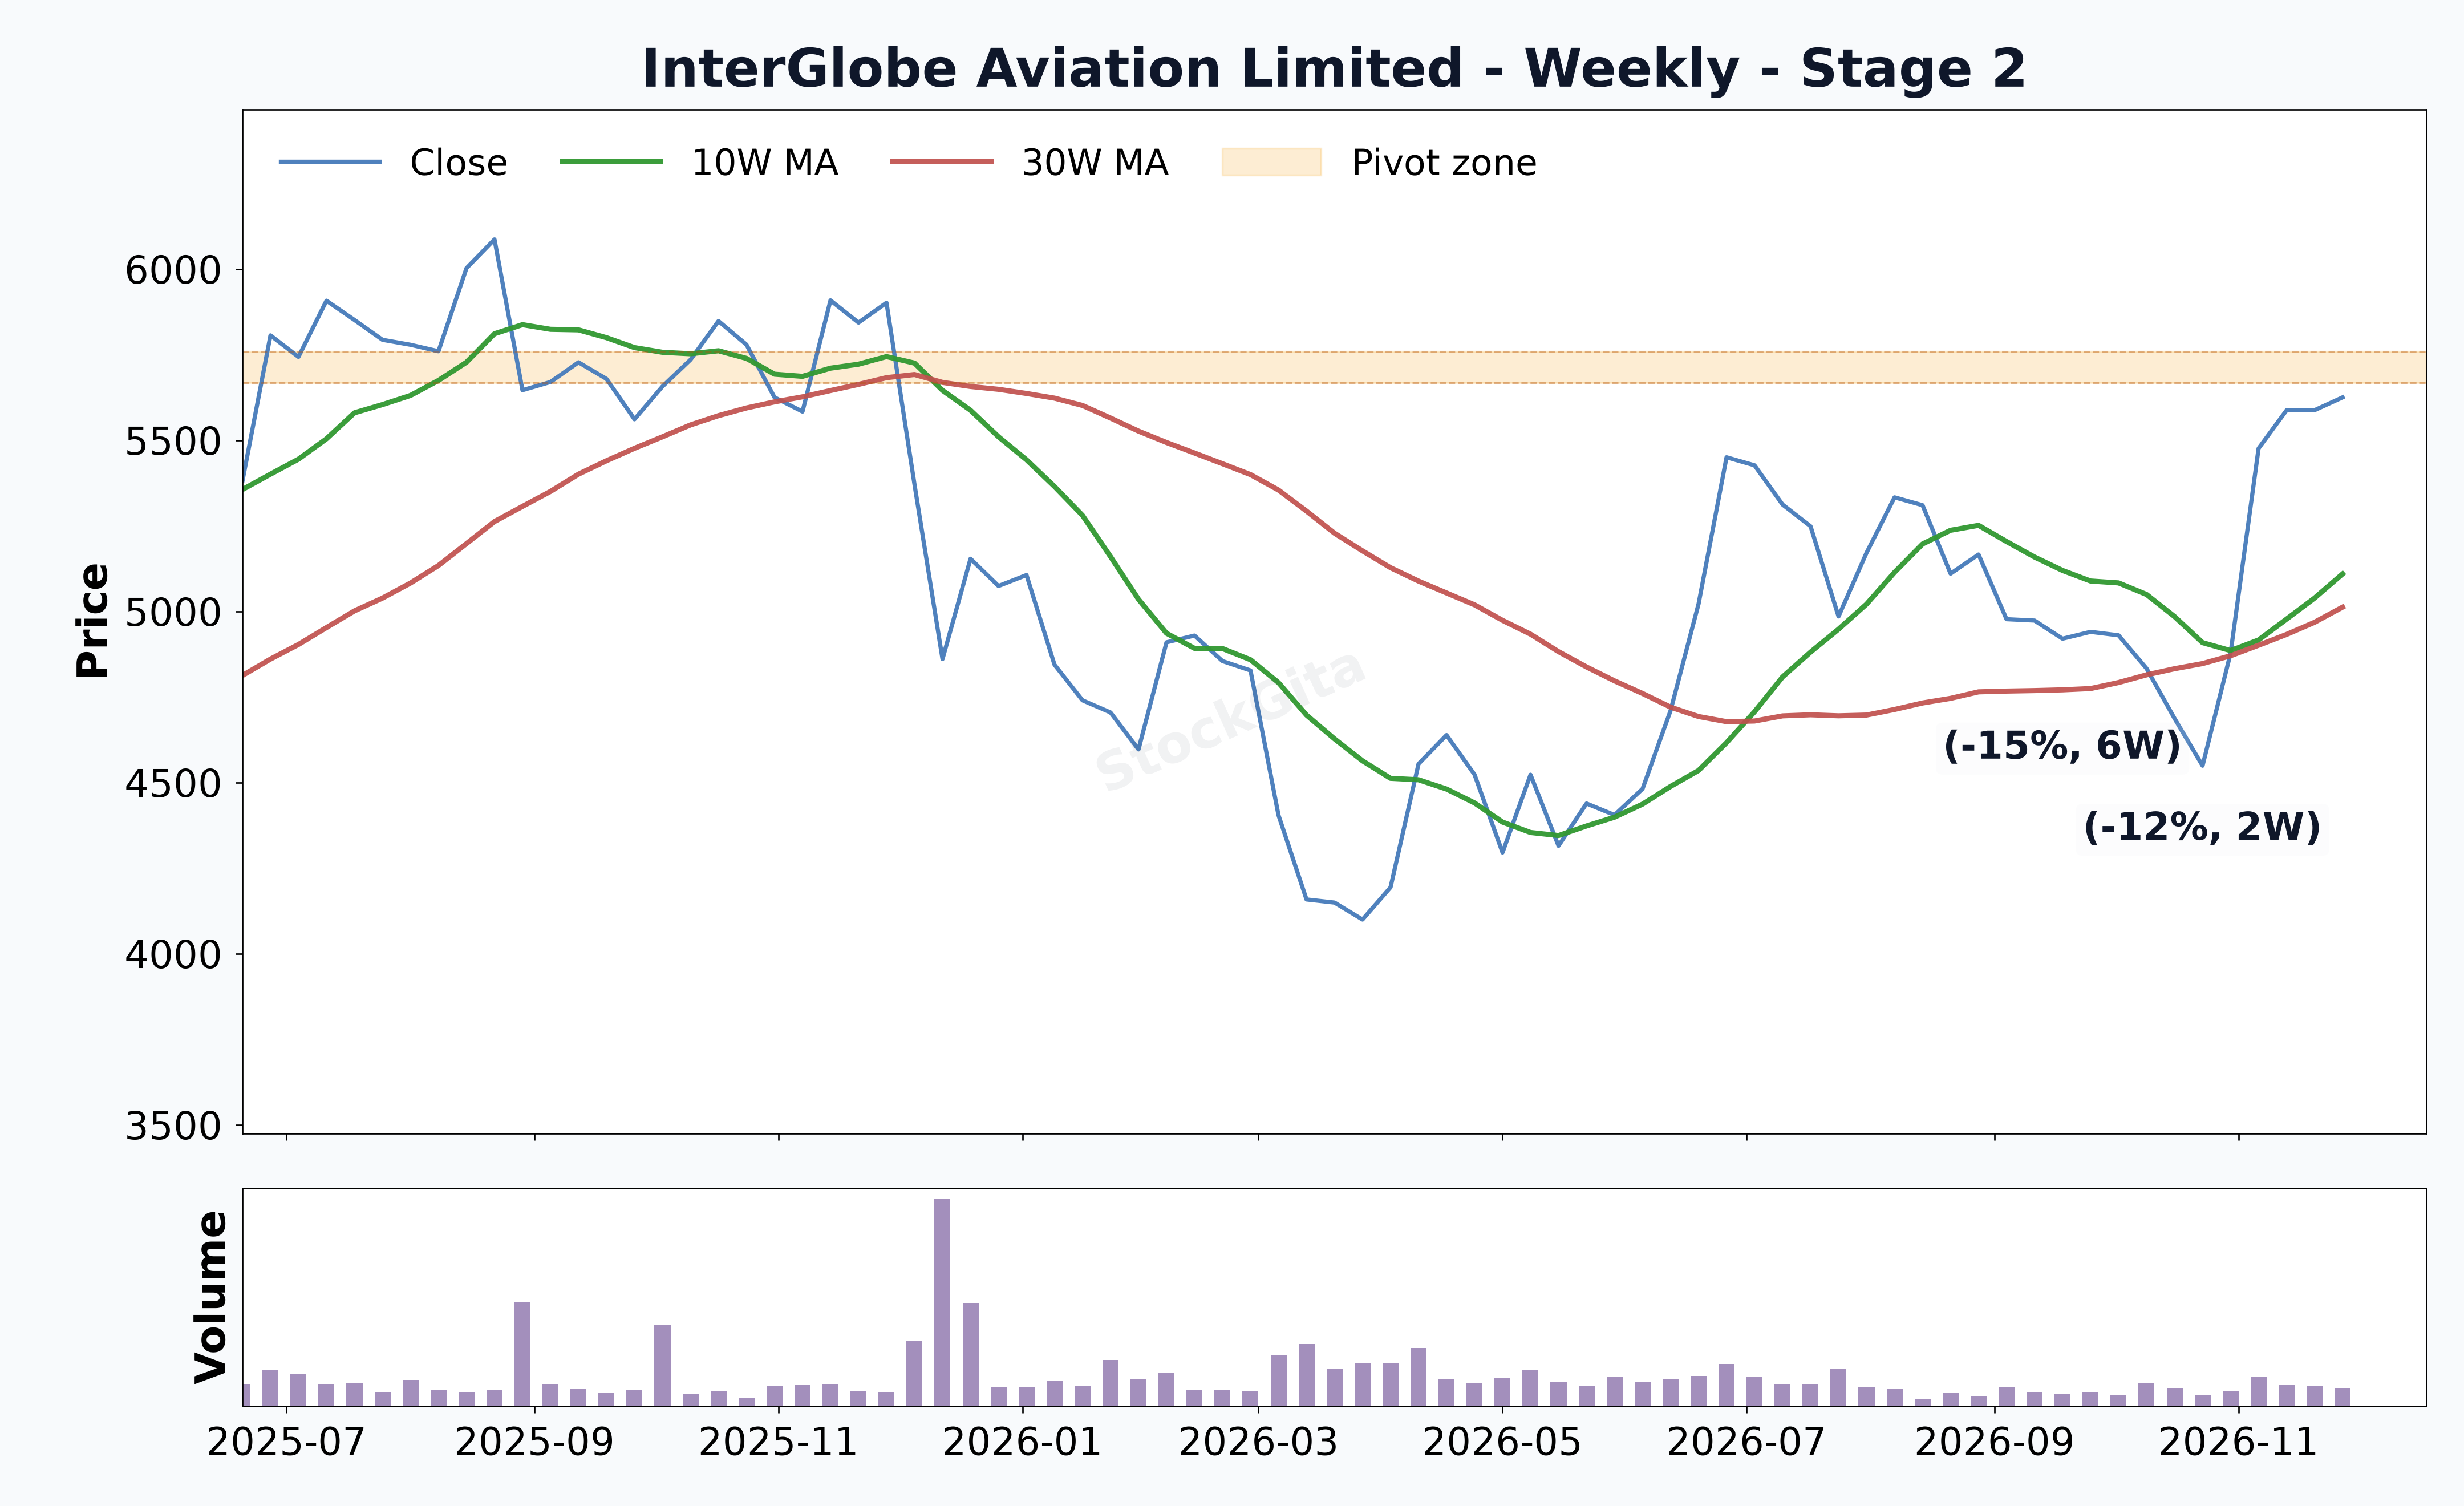 InterGlobe Aviation Limited - Weekly - Stage 2
Close 10W MA 30W MA Pivot zone
Price
6000
5500
5000
4500
4000
3500
StockGita
(-15%, 6W)
(-12%, 2W)
Volume
2025-07 2025-09 2025-11 2026-01 2026-03 2026-05 2026-07 2026-09 2026-11